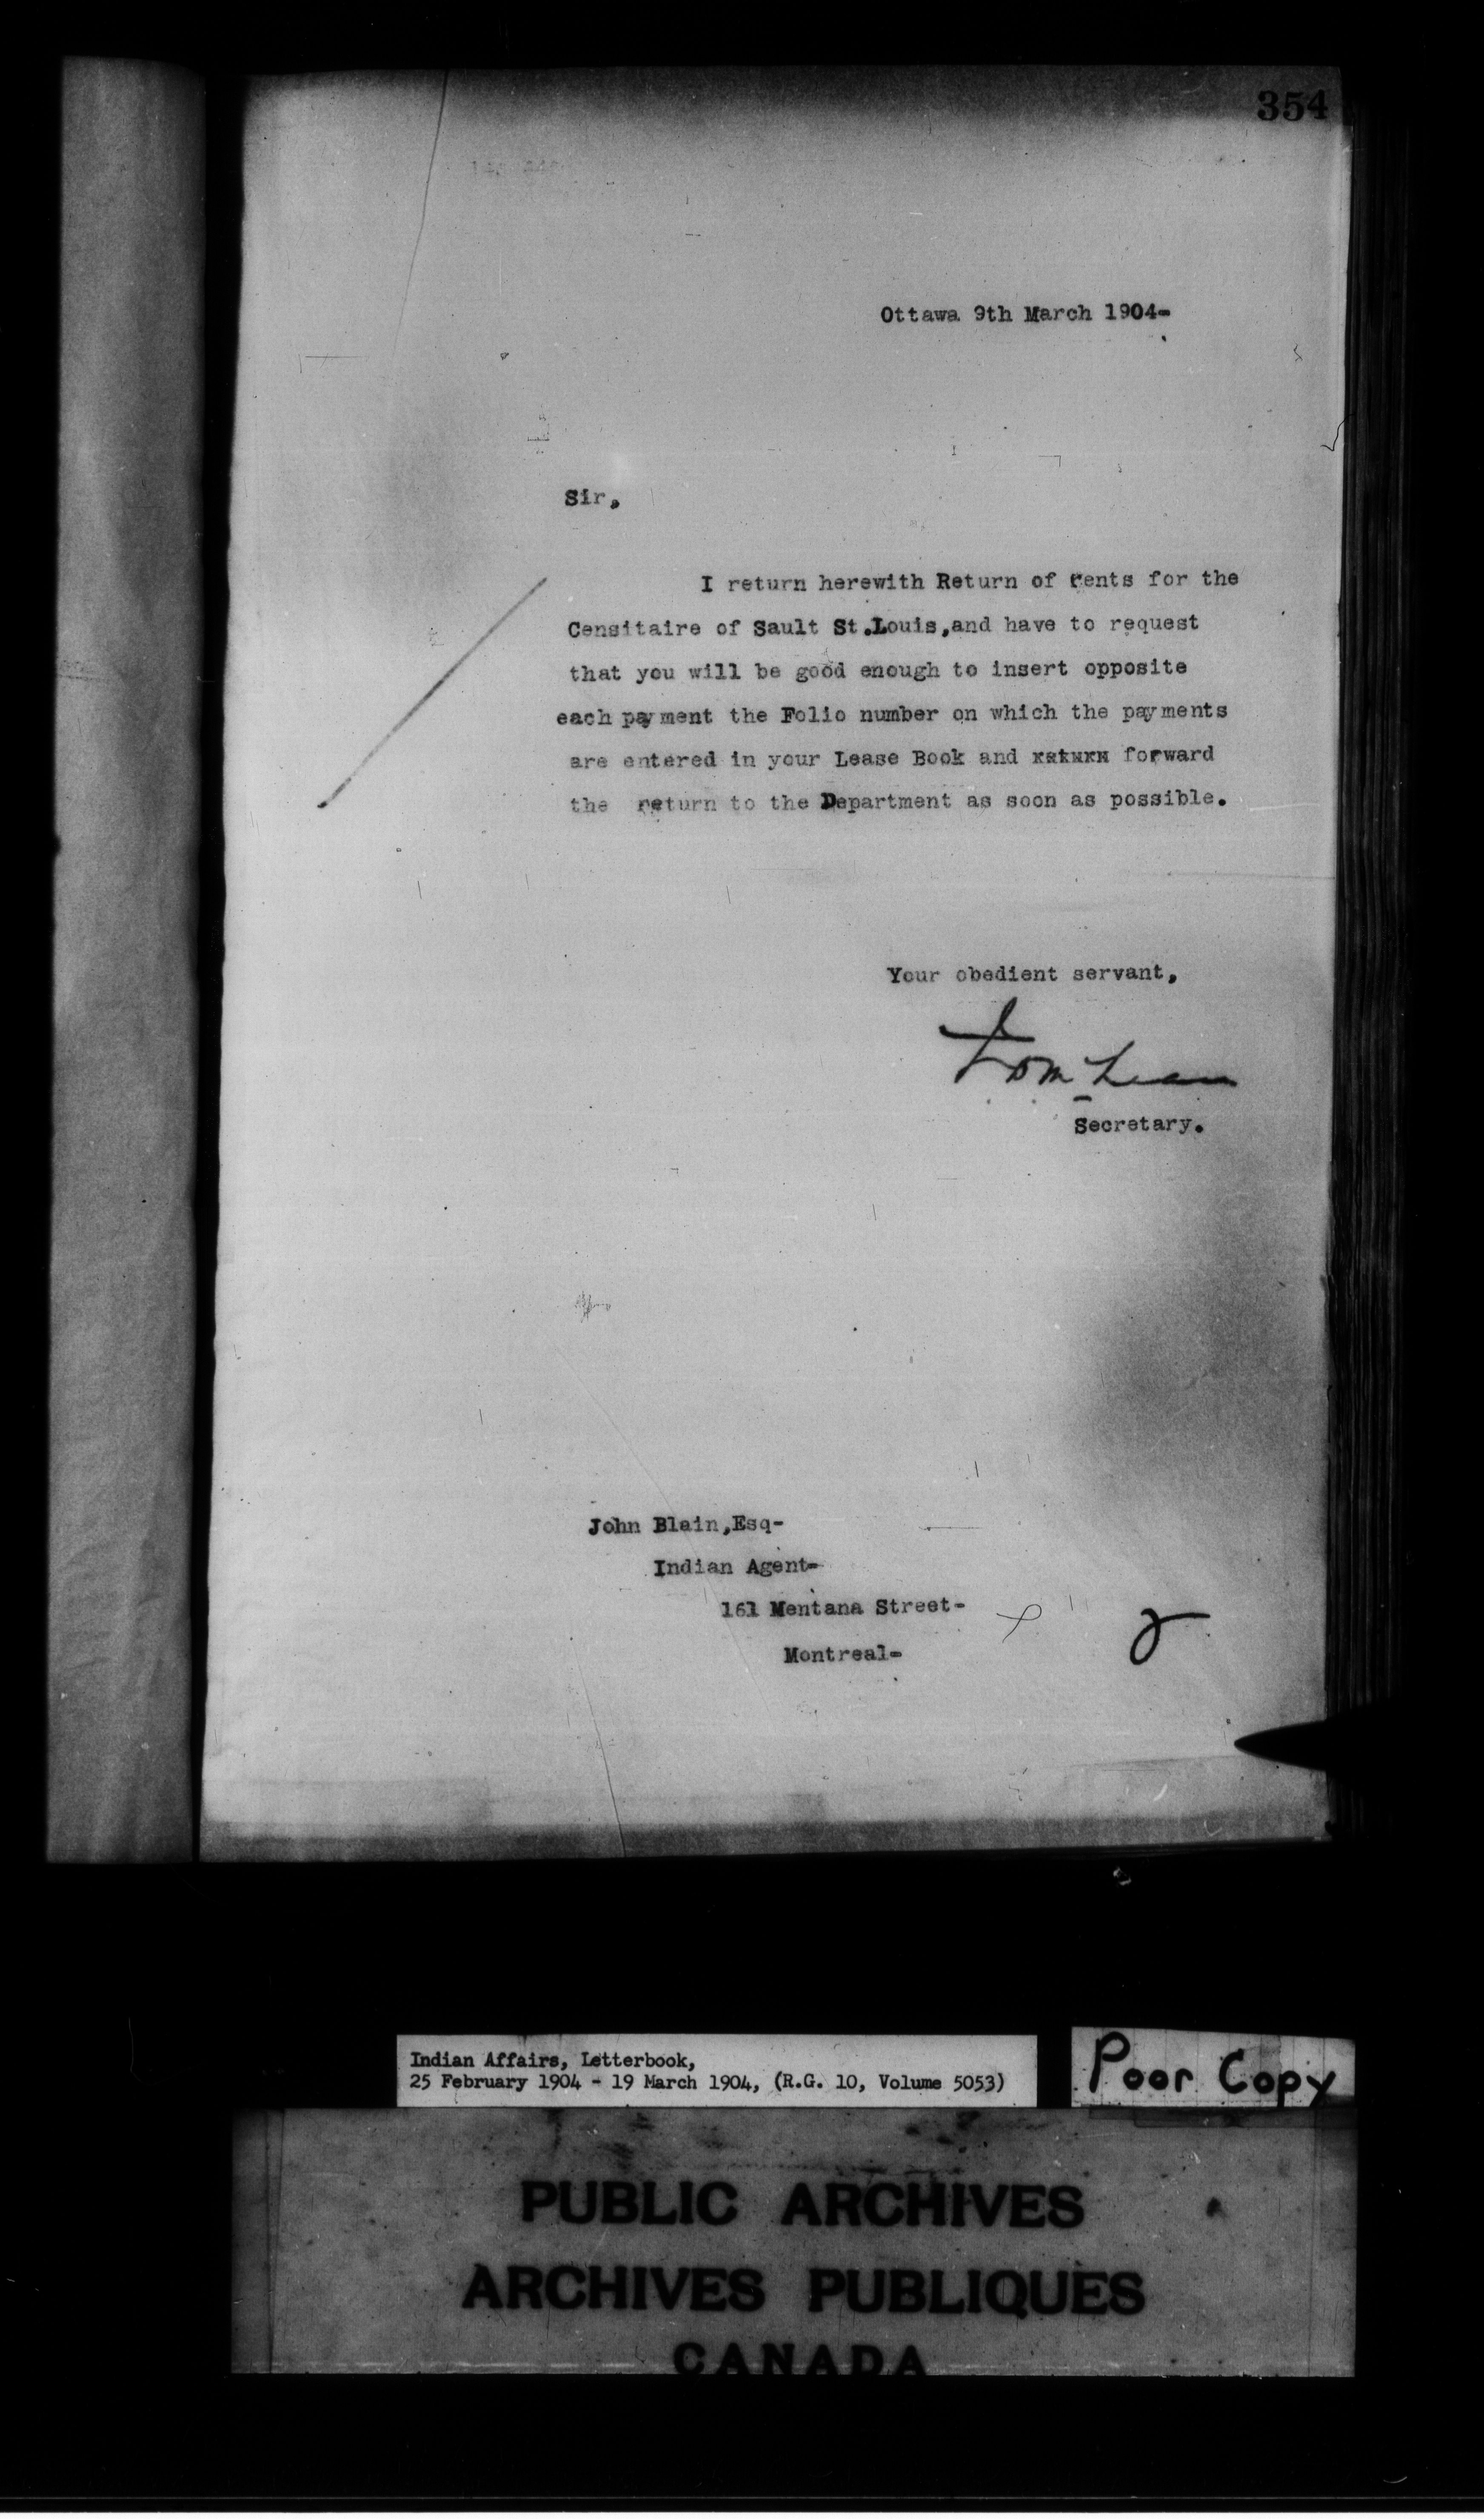 354
Ottawa 9th March 1904-
Sir,
I return herewith Return of rents for the
Censitaire of Sault St.Louis,and have to request
that you will be good enough to insert opposite
each payment the Folio number on which the payments
are entered in your Lease Book and forward
the return to the Department as soon as possible.
Your obedient servant,
Secretary.
John Blain,Esq-
Indian Agent-
161 Mentana Street-
Montreal-
Indian Affairs, Letterbook,
25 February 1904 - 19 March 1904, (R.G. 10, Volume 5053)
Poor Copy
PUBLIC ARCHIVES
ARCHIVES PUBLIQUES
CANADA